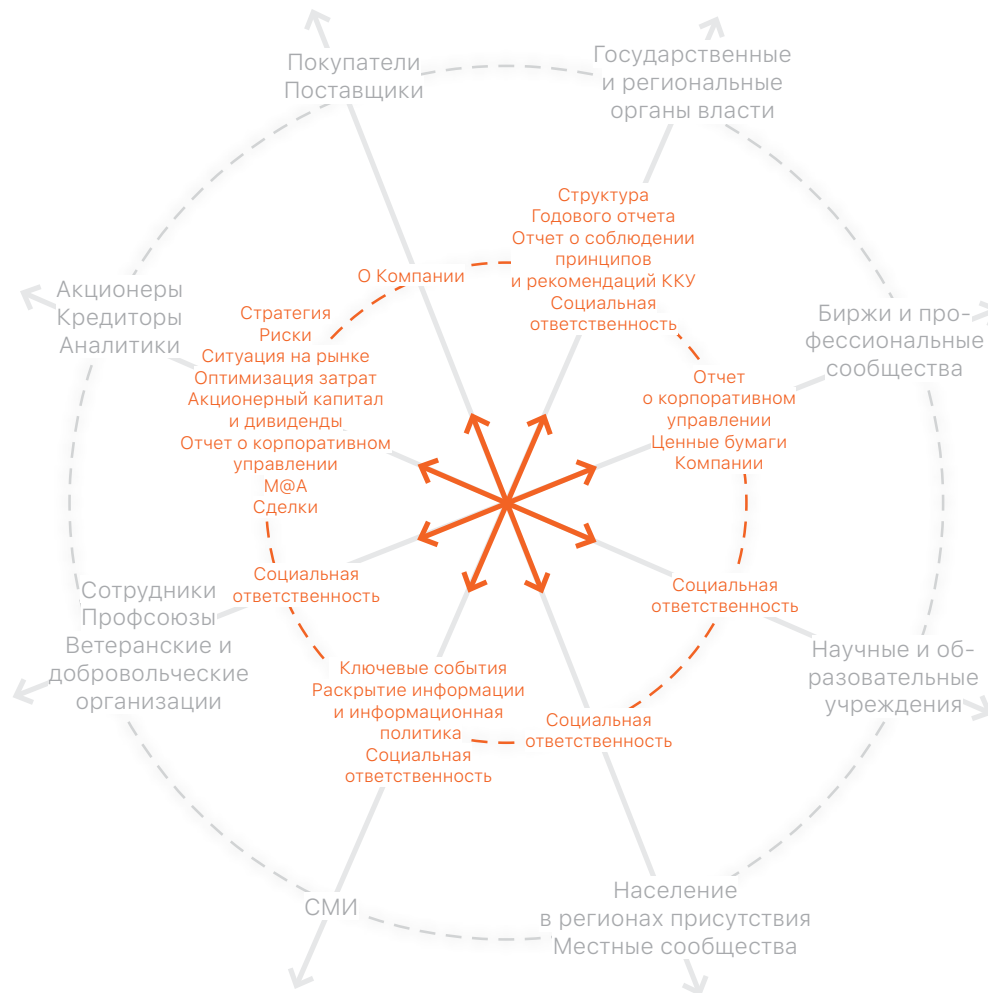 Покупатели
Поставщики
Государственные
и региональные
органы власти
Структура
Годового отчета
Отчет о соблюдении
принципов
и рекомендаций ККУ
Социальная
ответственность
О Компании
Акционеры
Кредиторы
Аналитики
Стратегия
Риски
Ситуация на рынке
Оптимизация затрат
Акционерный капитал
и дивиденды
Отчет о корпоративном
управлении
M@A
Сделки
Биржи и про-
фессиональные
сообщества
Отчет
о корпоративном
управлении
Ценные бумаги
Компании
Сотрудники
Профсоюзы
Ветеранские и
добровольческие
организации
Социальная
ответственность
Социальная
ответственность
Научные и об-
разовательные
учреждения
Ключевые события
Раскрытие информации
и информационная
политика
Социальная
ответственность
Социальная
ответственность
СМИ
Население
в регионах присутствия
Местные сообщества